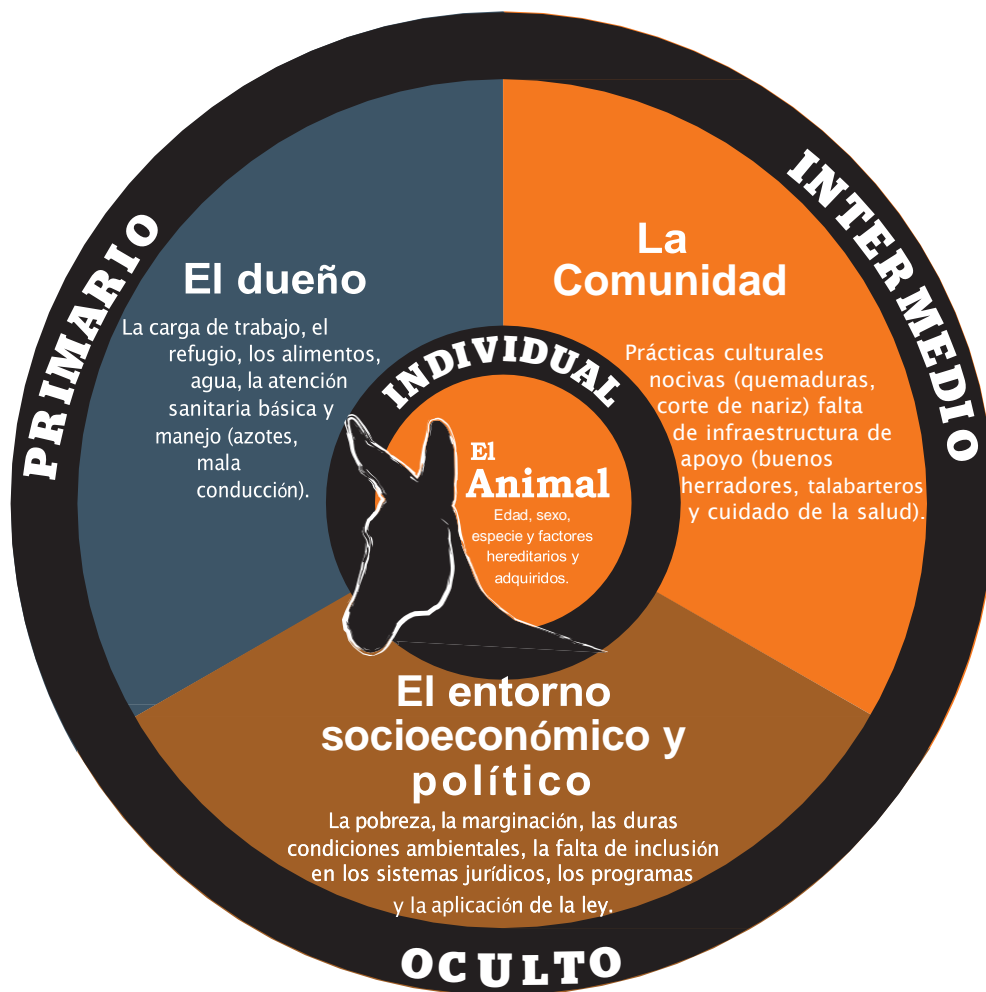 PRIMARIO
El dueño
La carga de trabajo, el
refugio, los alimentos,
agua, la atención
sanitaria básica y
manejo (azotes,
mala
conducción).
INTERMEDIO
La
Comunidad
Prácticas culturales
nocivas (quemaduras,
corte de nariz) falta
de infraestructura de
apoyo (buenos
herradores, talabarteros
y cuidado de la salud).
INDIVIDUAL
El
Animal
Edad, sexo,
especie y factores
hereditarios y
adquiridos.
El entorno
socioeconómico y
político
La pobreza, la marginación, las duras
condiciones ambientales, la falta de inclusión
en los sistemas jurídicos, los programas
y la aplicación de la ley.
OCULTO